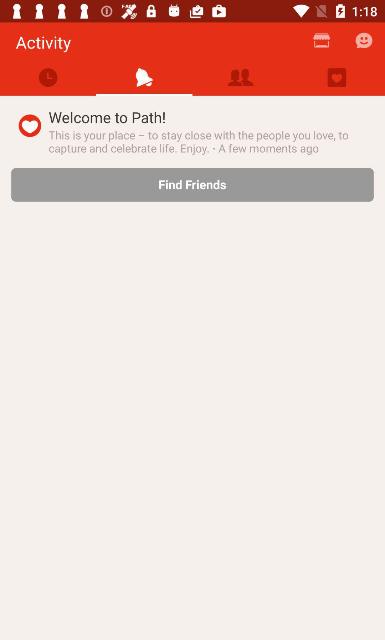 1:18
Activity
Welcome to Path!
This is your place – to stay close with the people you love, to
capture and celebrate life. Enjoy. · A few moments ago
Find Friends